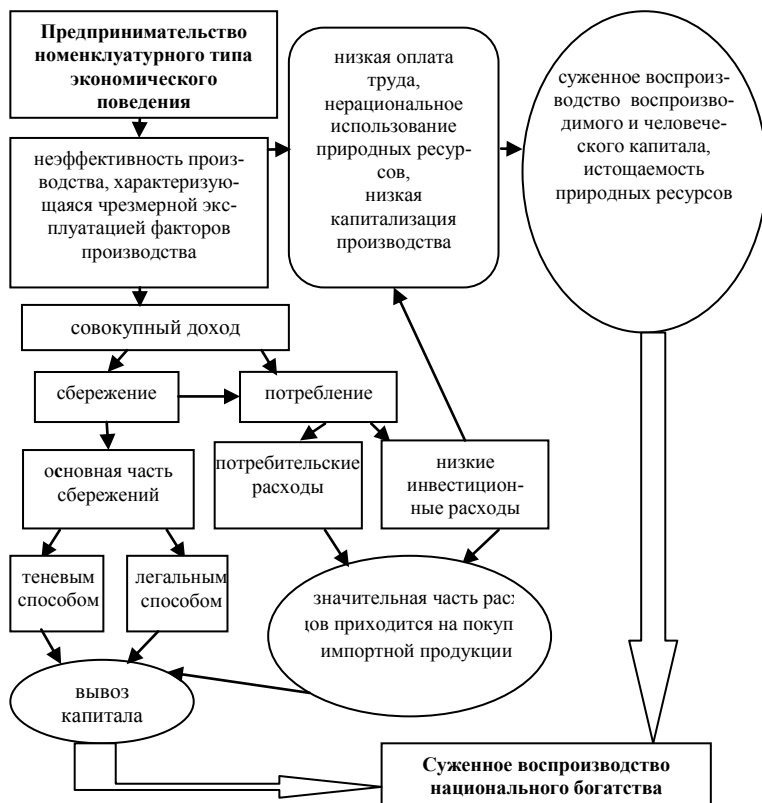 Предпринимательство
номенклуатурного типа
экономического
поведения
низкая оплата
труда,
нерациональное
использование
природных ресур-
сов,
низкая
капитализация
производства
суженное воспроиз-
водство воспроизво-
димого и человече-
ского капитала,
истощаемость
природных ресурсов
неэффективность произ-
водства, характеризую-
щаяся чрезмерной экс-
плуатацией факторов
производства
совокупный доход
сбережение
потребление
основная часть
сбережений
потребительские
расходы
низкие
инвестицион-
ные расходы
теневым
способом
легальным
способом
значительная часть рас
приходится на покуп
импортной продукции
вывоз
капитала
Суженное воспроизводство
национального богатства